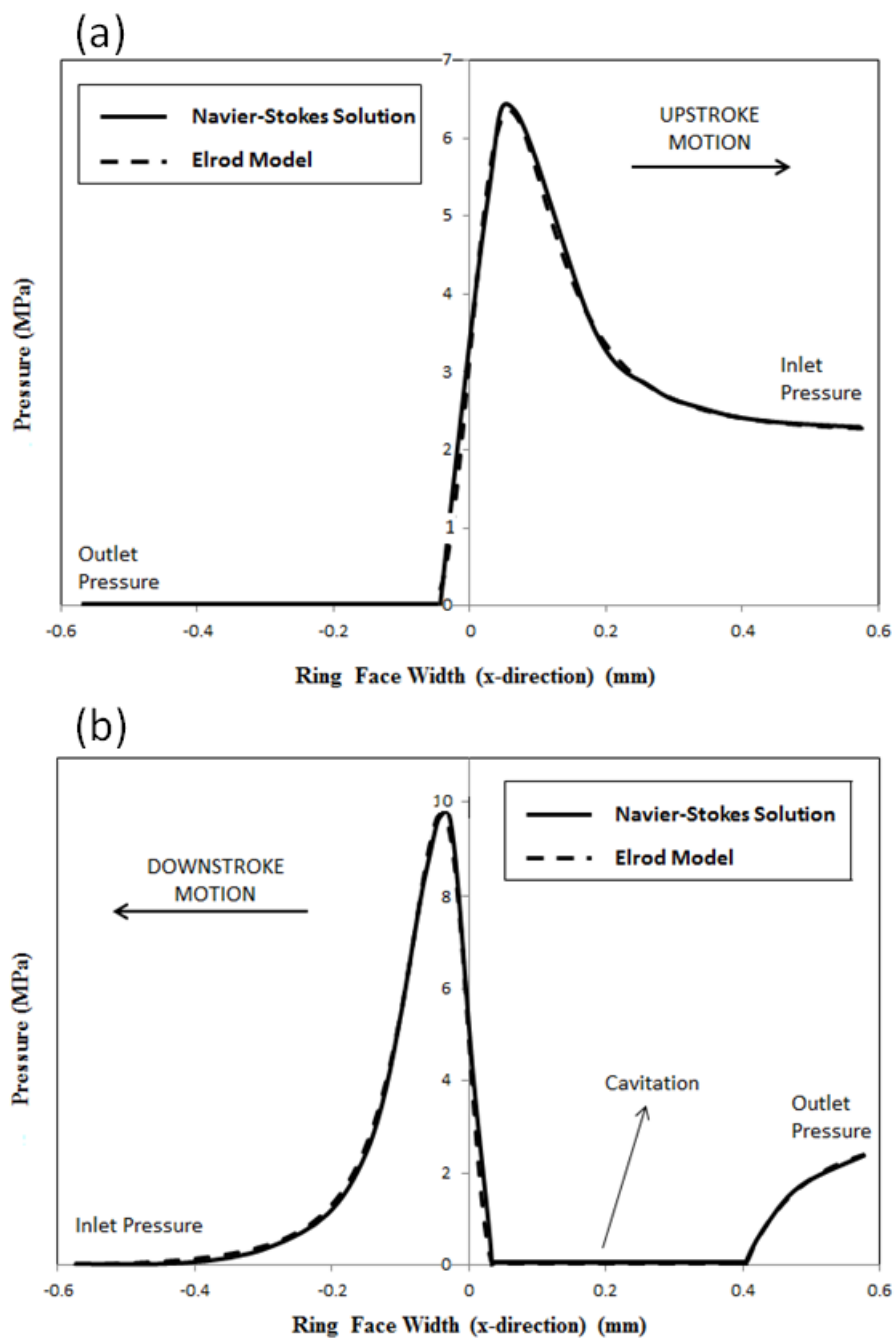 (a)
7
Navier-Stokes Solution
Elrod Model
UPSTROKE
MOTION
6
5
4
3
2
1
0
Pressure (MPa)
Inlet
Pressure
Outlet
Pressure
-0.6 -0.4 -0.2 0 0.2 0.4 0.6
Ring Face Width (x-direction) (mm)
(b)
10
Navier-Stokes Solution
Elrod Model
DOWNSTROKE
MOTION
8
6
4
2
0
Pressure (MPa)
Cavitation
Outlet
Pressure
Inlet Pressure
-0.6 -0.4 -0.2 0 0.2 0.4 0.6
Ring Face Width (x-direction) (mm)